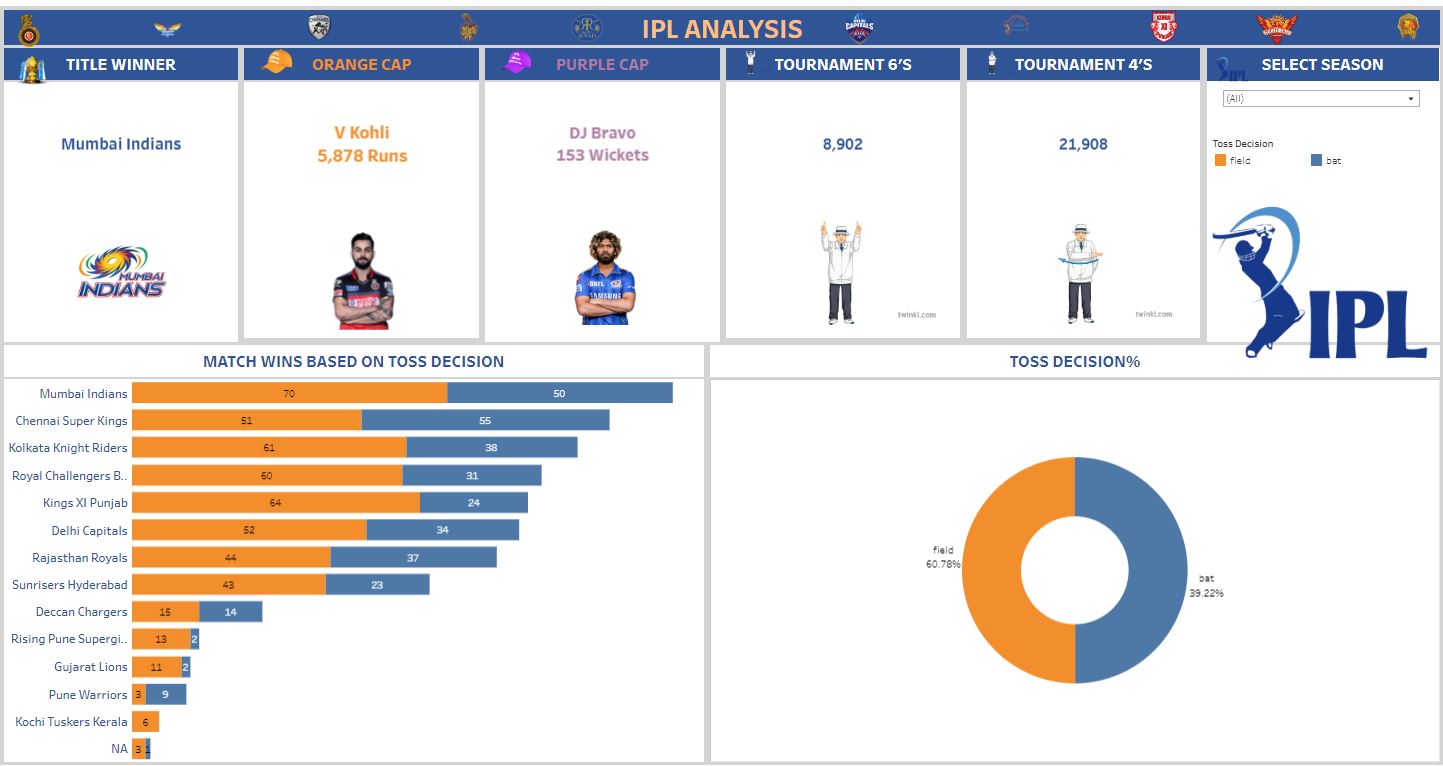 IPL ANALYSIS
TITLE WINNER
ORANGE CAP
PURPLE CAP
TOURNAMENT 6'S
TOURNAMENT 4'S
IPL
SELECT SEASON
Mumbai Indians
V Kohli
5,878 Runs
DJ Bravo
153 Wickets
8,902
21,908
(All)
Toss Decision
field
bat
MUMBAI
INDIANS
SAMSUNG
twinkl.com
twinkl.com
IPL
MATCH WINS BASED ON TOSS DECISION
Mumbai Indians 70 50
Chennai Super Kings 51 55
Kolkata Knight Riders 61 38
Royal Challengers B.. 60 31
Kings XI Punjab 64 24
Delhi Capitals 52 34
Rajasthan Royals 44 37
Sunrisers Hyderabad 43 23
Deccan Chargers 15 14
Rising Pune Supergi.. 13 2
Gujarat Lions 11 2
Pune Warriors 3 9
Kochi Tuskers Kerala 6
NA 3 1
TOSS DECISION%
field
60.78%
bat
39.22%